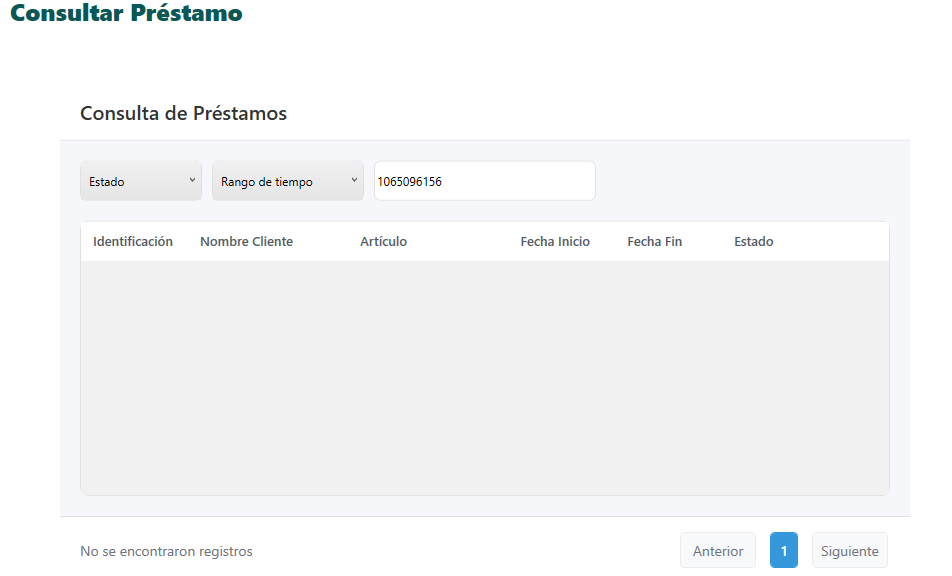 Consultar Préstamo
Consulta de Préstamos
Estado Rango de tiempo 1065096156
Identificación Nombre Cliente Artículo Fecha Inicio Fecha Fin Estado
No se encontraron registros Anterior 1 Siguiente